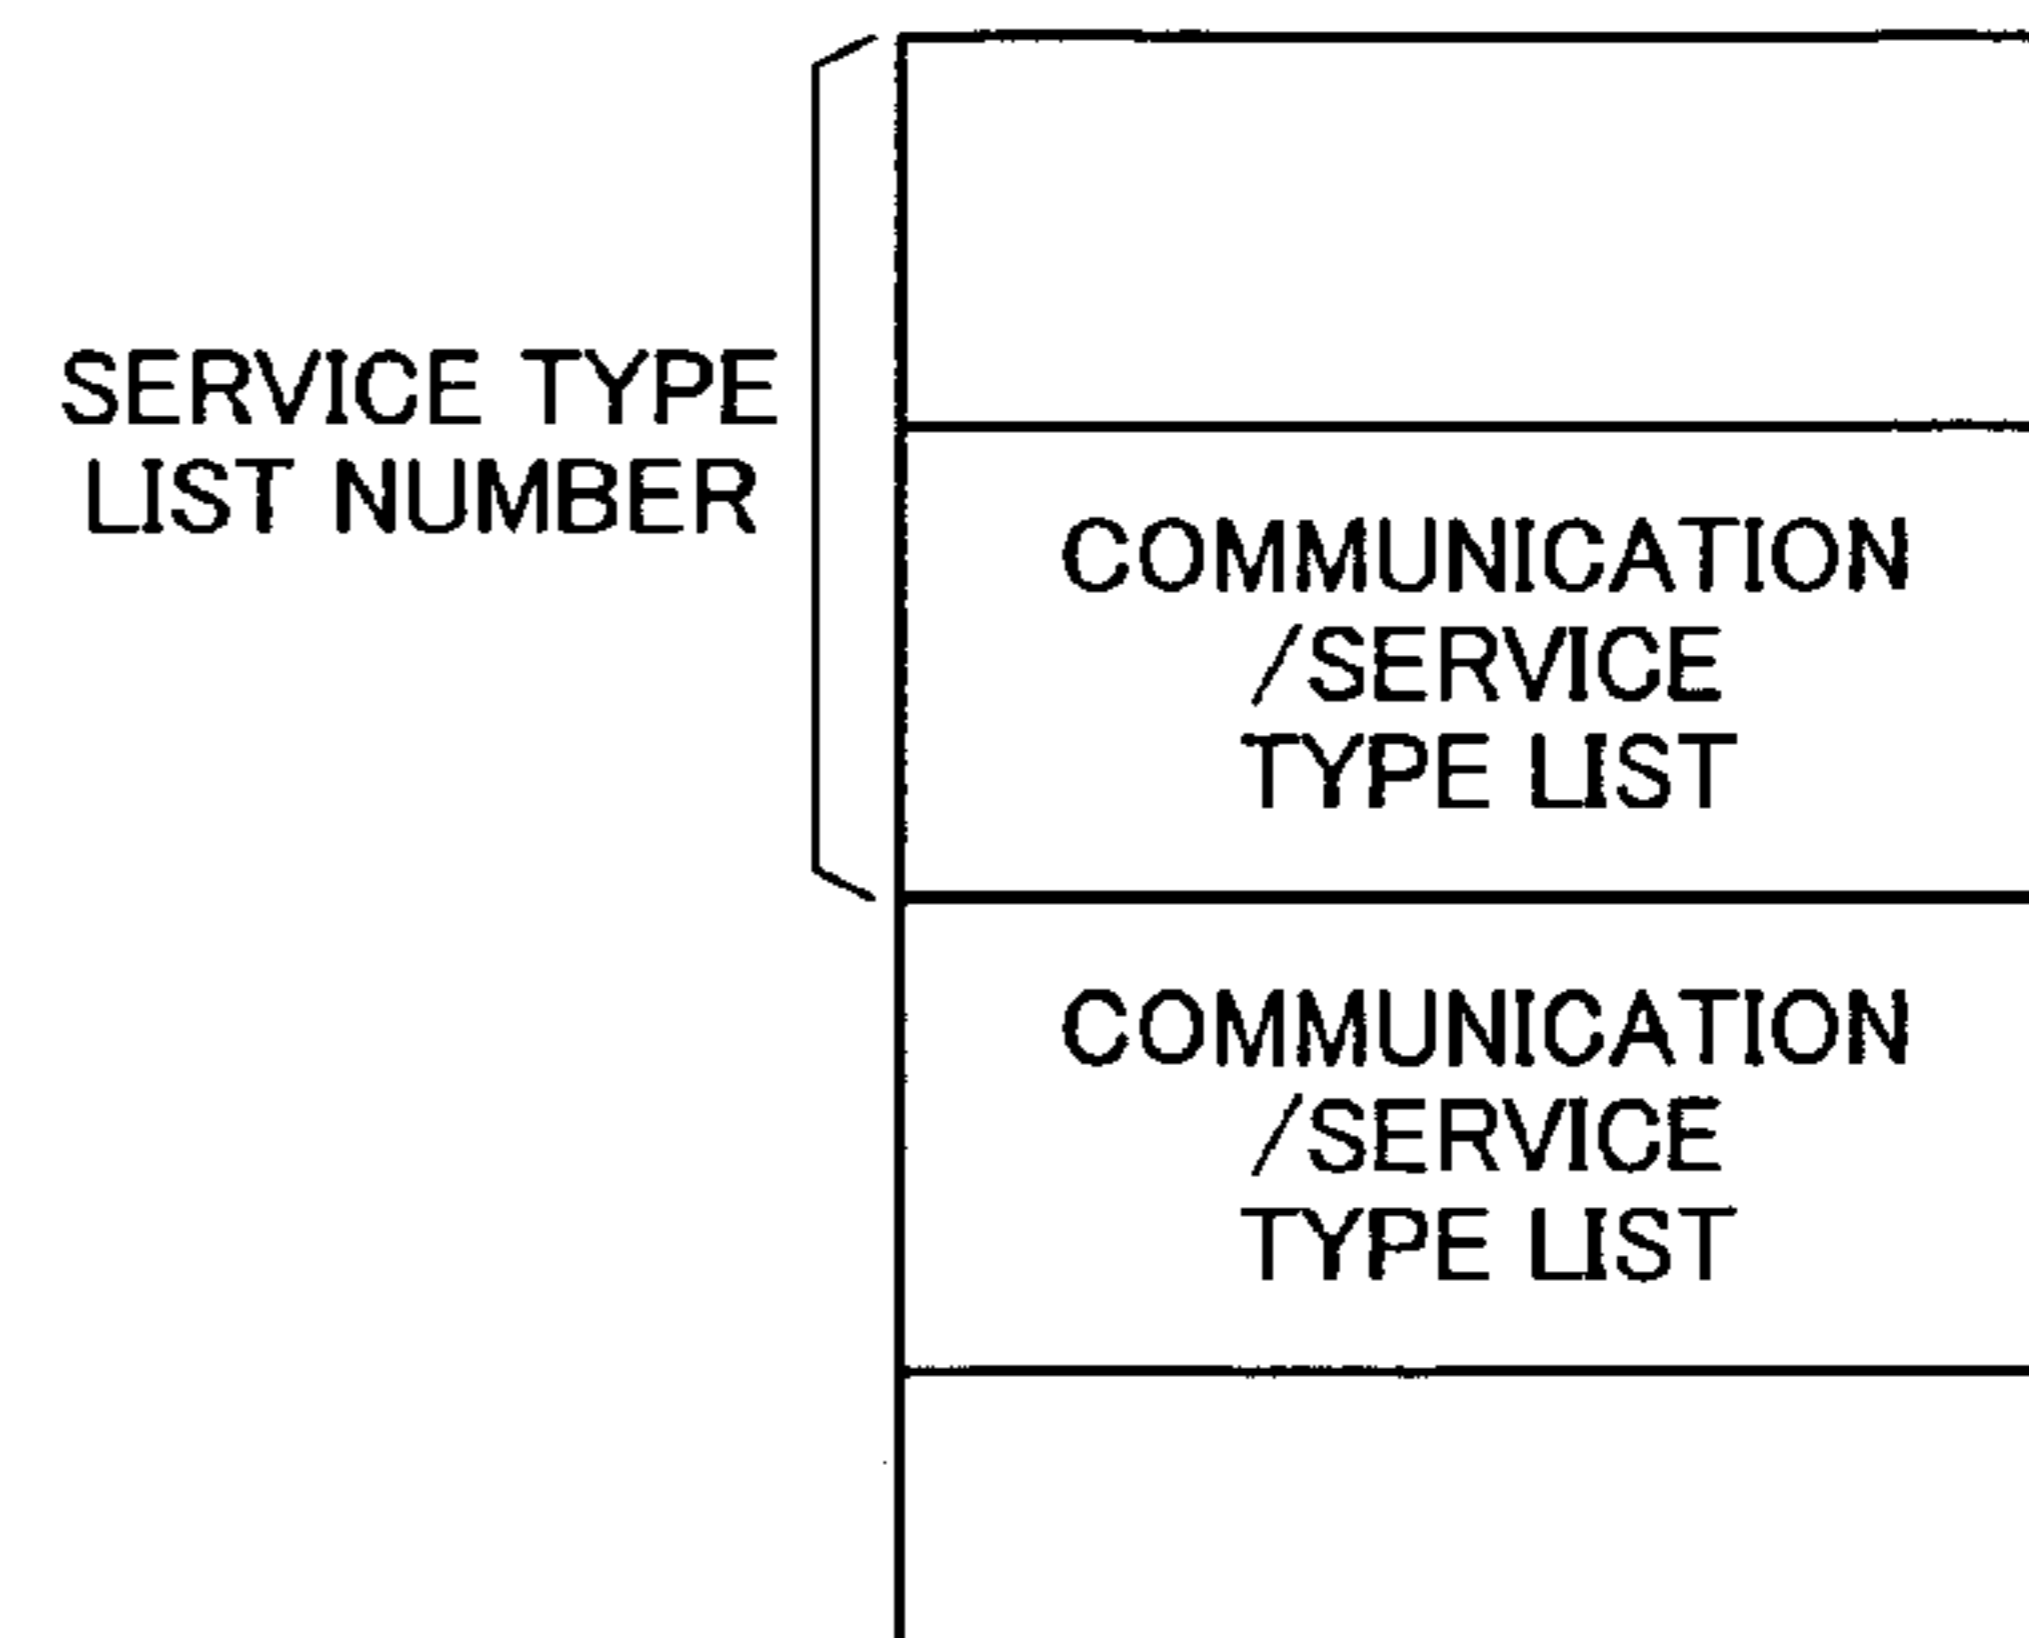 SERVICE TYPE
LIST NUMBER
COMMUNICATION
/SERVICE
TYPE LIST
COMMUNICATION
/SERVICE
TYPE LIST